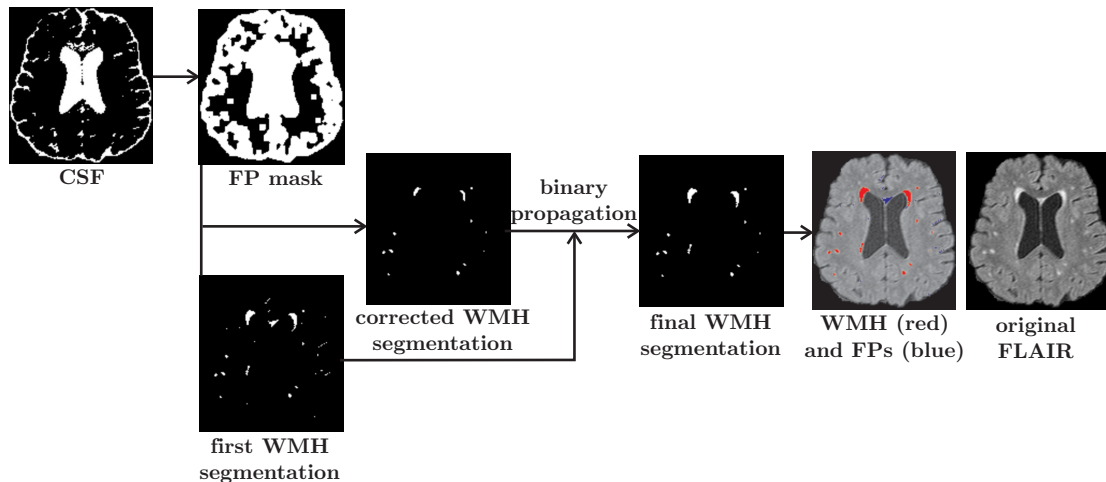 CSF
FP mask
binary
propagation
corrected WMH
segmentation
first WMH
segmentation
final WMH
segmentation
WMH (red)
and FPs (blue)
original
FLAIR